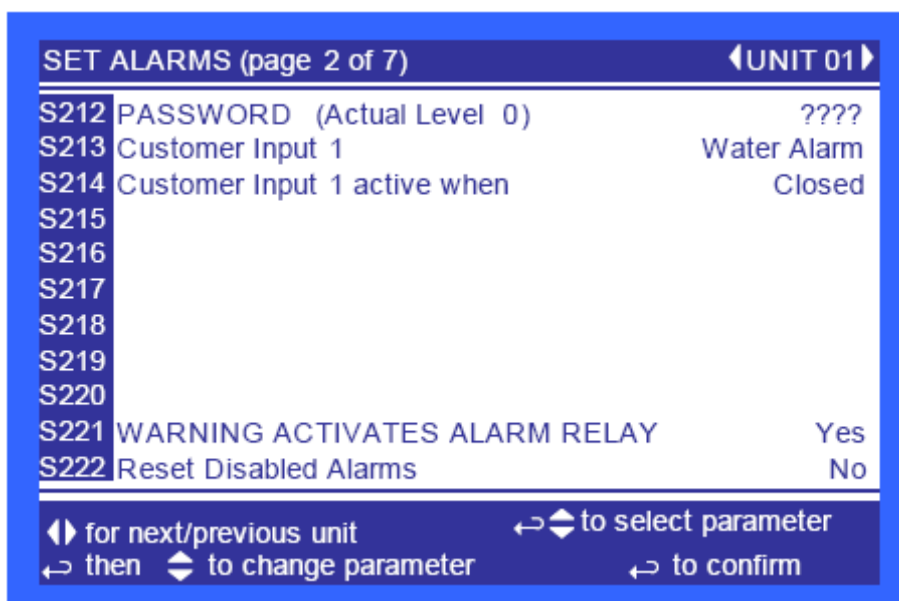 SET ALARMS (page 2 of 7) UNIT 01
S212 PASSWORD (Actual Level 0) ????
S213 Customer Input 1 Water Alarm
S214 Customer Input 1 active when Closed
S215
S216
S217
S218
S219
S220
S221 WARNING ACTIVATES ALARM RELAY Yes
S222 Reset Disabled Alarms No
for next/previous unit to select parameter
then to change parameter to confirm